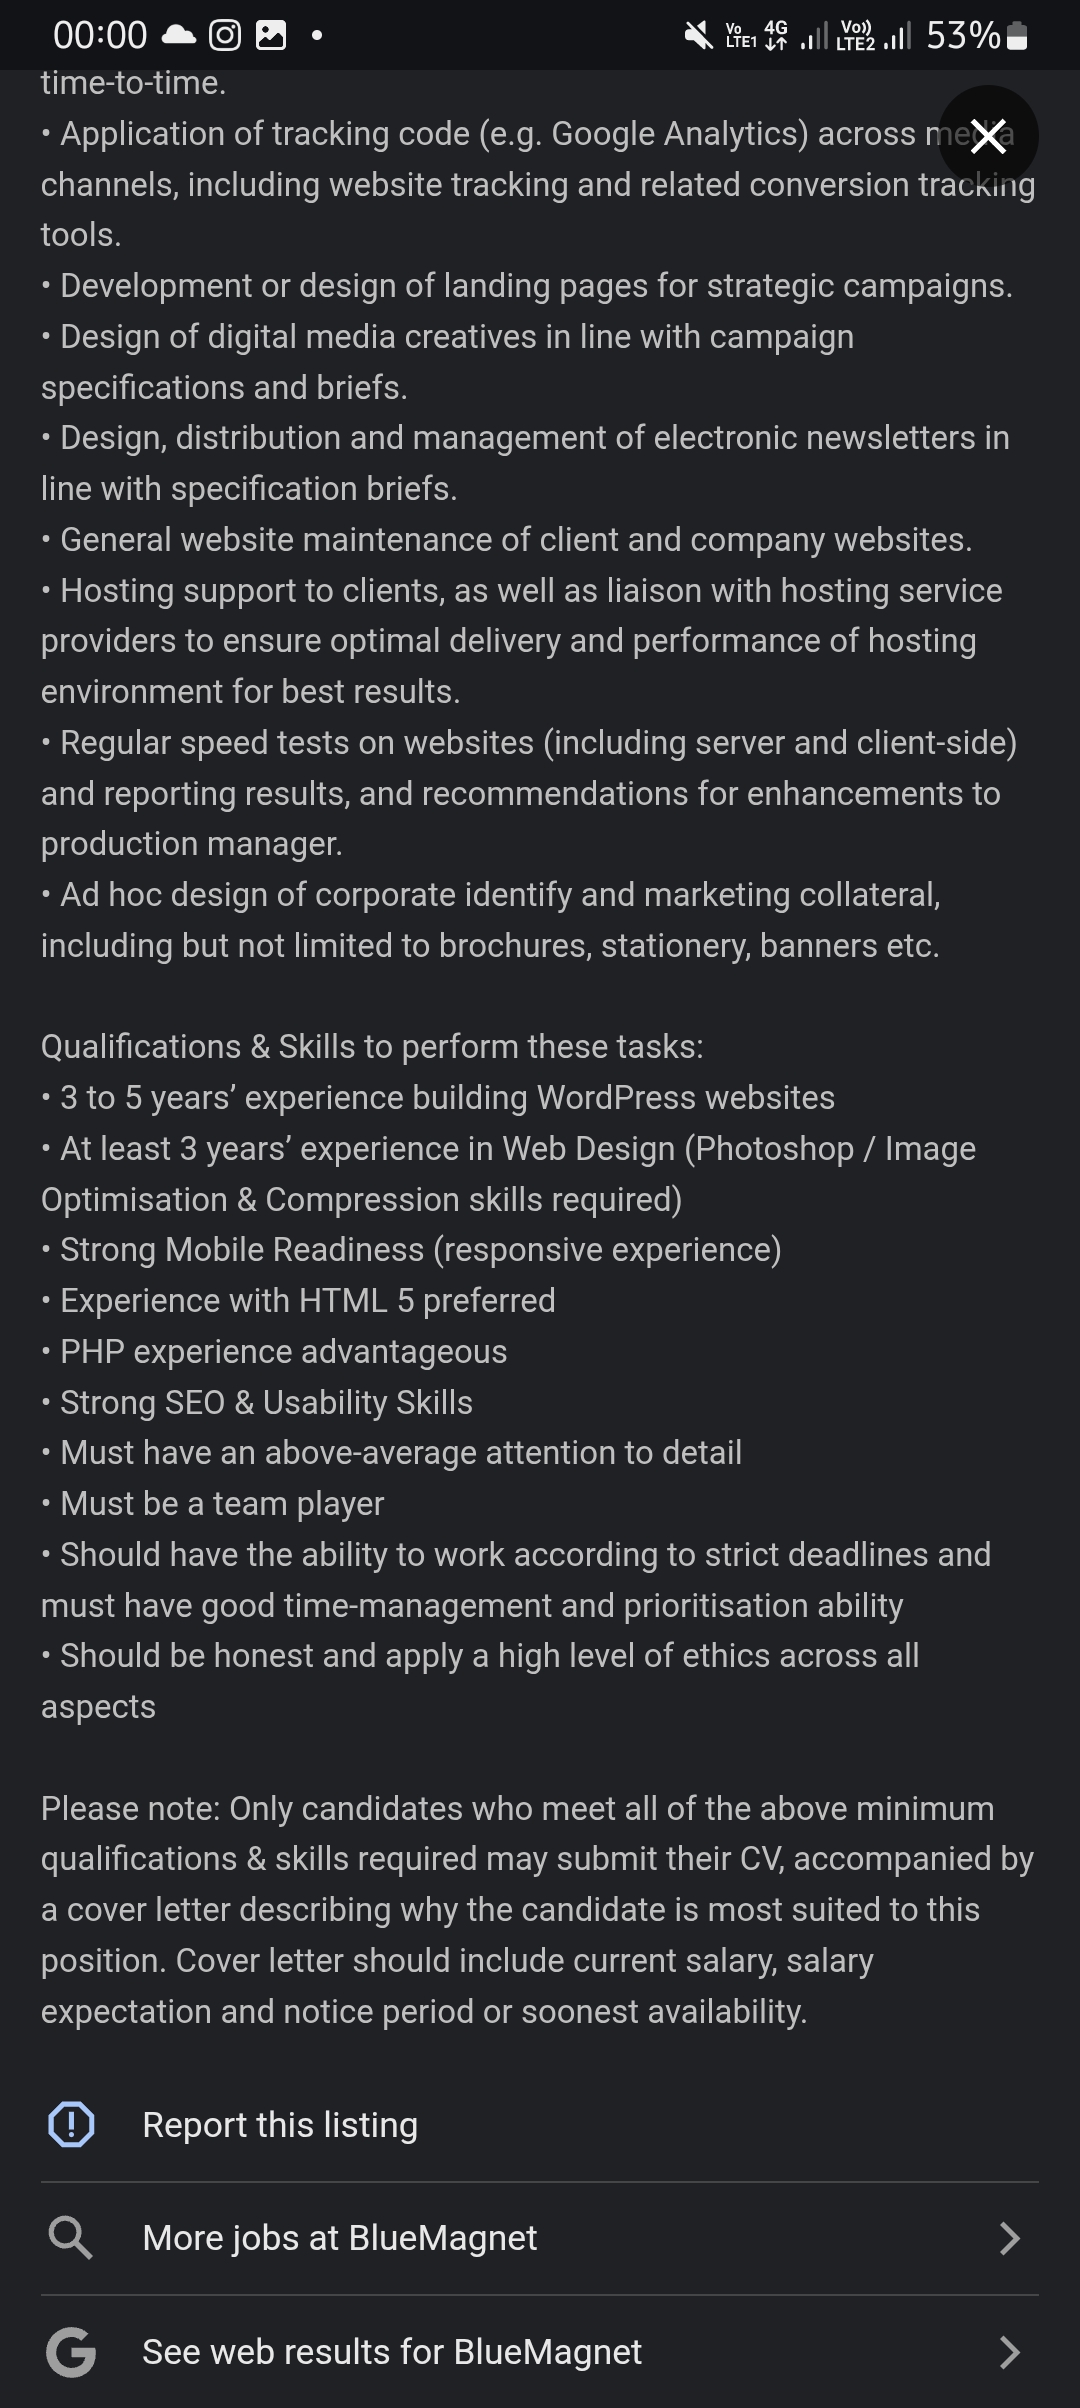 00:00
Vo LTE1 4G Vo)) LTE2 53%
time-to-time.
• Application of tracking code (e.g. Google Analytics) across media
channels, including website tracking and related conversion tracking
tools.
• Development or design of landing pages for strategic campaigns.
• Design of digital media creatives in line with campaign
specifications and briefs.
• Design, distribution and management of electronic newsletters in
line with specification briefs.
• General website maintenance of client and company websites.
• Hosting support to clients, as well as liaison with hosting service
providers to ensure optimal delivery and performance of hosting
environment for best results.
• Regular speed tests on websites (including server and client-side)
and reporting results, and recommendations for enhancements to
production manager.
• Ad hoc design of corporate identify and marketing collateral,
including but not limited to brochures, stationery, banners etc.
Qualifications & Skills to perform these tasks:
• 3 to 5 years’ experience building WordPress websites
• At least 3 years’ experience in Web Design (Photoshop / Image
Optimisation & Compression skills required)
• Strong Mobile Readiness (responsive experience)
• Experience with HTML 5 preferred
• PHP experience advantageous
• Strong SEO & Usability Skills
• Must have an above-average attention to detail
• Must be a team player
• Should have the ability to work according to strict deadlines and
must have good time-management and prioritisation ability
• Should be honest and apply a high level of ethics across all
aspects
Please note: Only candidates who meet all of the above minimum
qualifications & skills required may submit their CV, accompanied by
a cover letter describing why the candidate is most suited to this
position. Cover letter should include current salary, salary
expectation and notice period or soonest availability.
Report this listing
More jobs at BlueMagnet
See web results for BlueMagnet